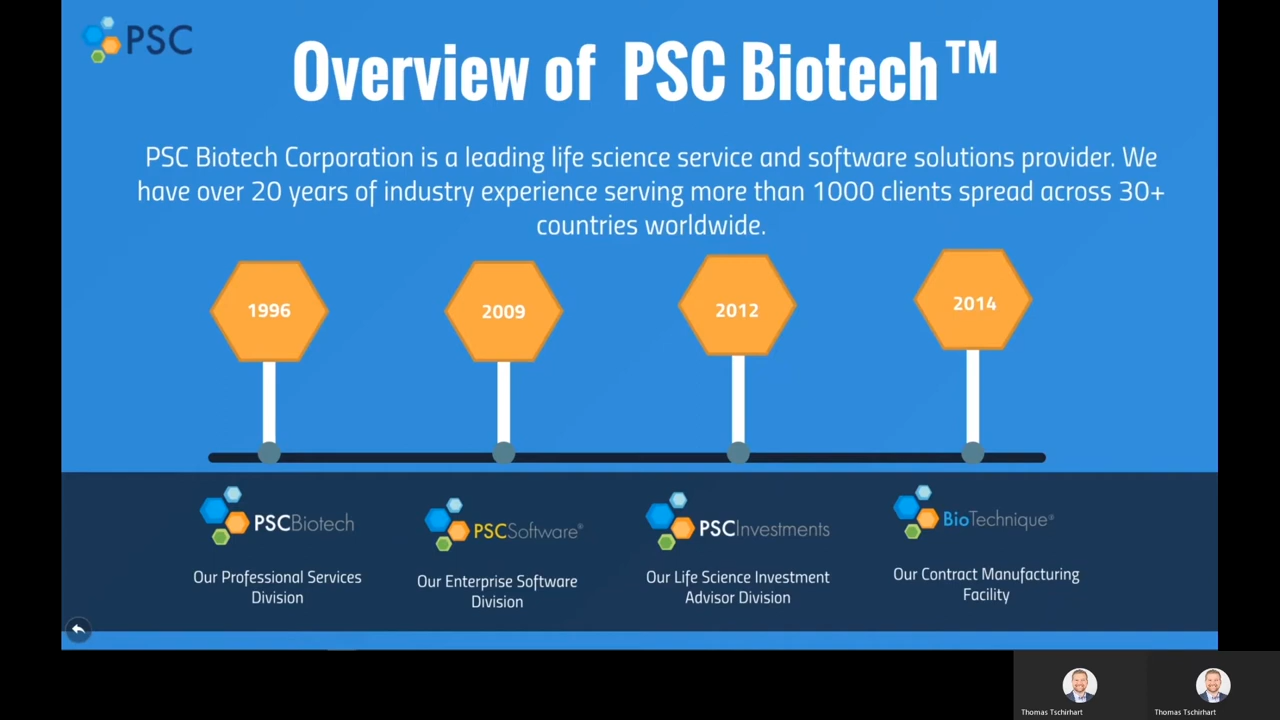 PSC
Overview of PSC Biotech™
PSC Biotech Corporation is a leading life science service and software solutions provider. We
have over 20 years of industry experience serving more than 1000 clients spread across 30+
countries worldwide.
1996
2009
2012
2014
PSCBiotech
PSCSoftware®
PSCInvestments
BioTechnique®
Our Professional Services
Division
Our Enterprise Software
Division
Our Life Science Investment
Advisor Division
Our Contract Manufacturing
Facility
Thomas Tschirhart
Thomas Tschirhart